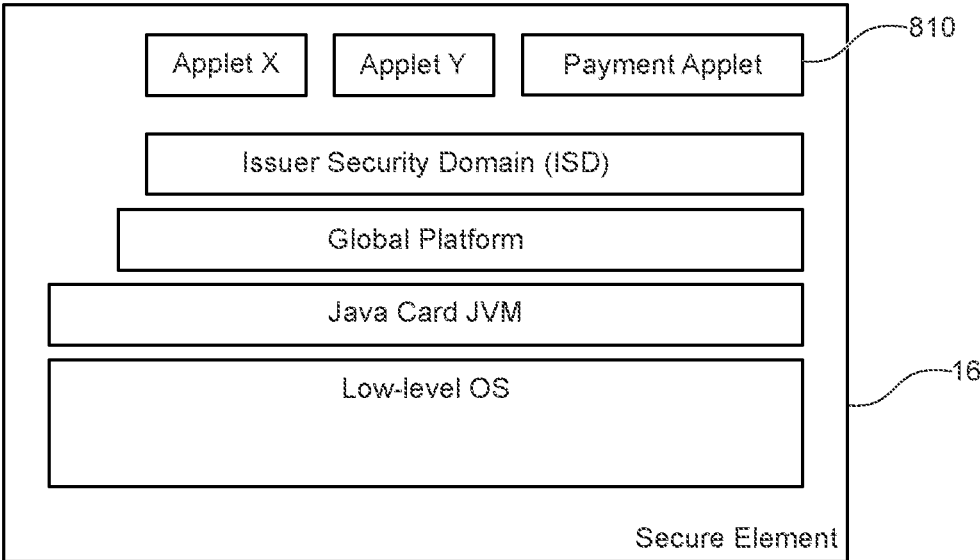 810
Applet X
Applet Y
Payment Applet
Issuer Security Domain (ISD)
Global Platform
Java Card JVM
Low-level OS
16
Secure Element